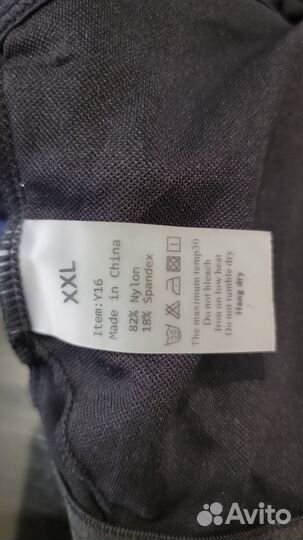 XXL
Item:Y16
Made in China
82% Nylon
18% Spandex
30
The maximum temp30
Do not bleach
Iron on low heat
Do not tumble dry
Hang dry
Avito